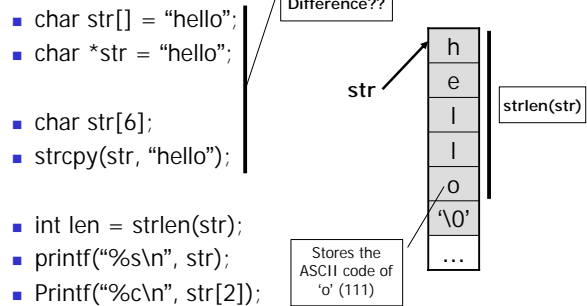 Difference??
char str[] = “hello”;
char *str = “hello”;
char str[6];
strcpy(str, “hello”);
int len = strlen(str);
printf(“%s\n”, str);
Printf(“%c\n”, str[2]);
str
h
e
l
l
o
‘\0’
…
strlen(str)
Stores the
ASCII code of
‘o’ (111)